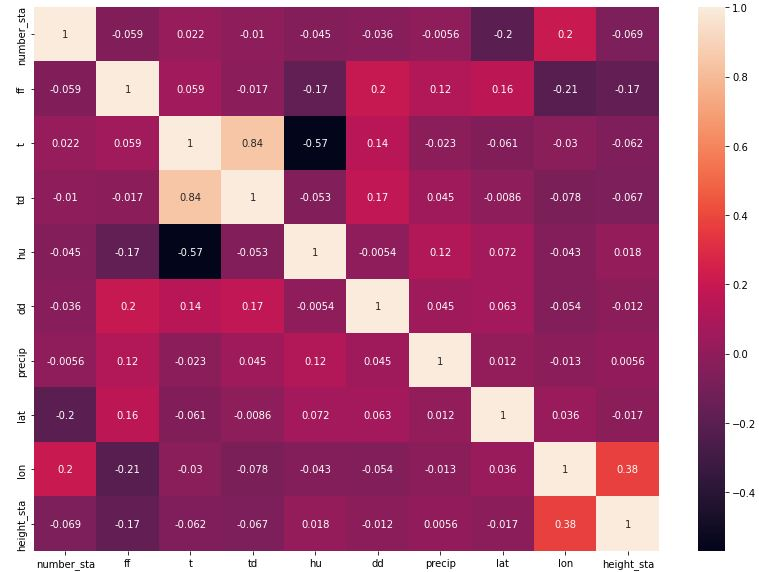 number_sta 1 -0.059 0.022 -0.01 -0.045 -0.036 -0.0056 -0.2 0.2 -0.069
ff -0.059 1 0.059 -0.017 -0.17 0.2 0.12 0.16 -0.21 -0.17
t 0.022 0.059 1 0.84 -0.57 0.14 -0.023 -0.061 -0.03 -0.062
td -0.01 -0.017 0.84 1 -0.053 0.17 0.045 -0.0086 -0.078 -0.067
hu -0.045 -0.17 -0.57 -0.053 1 -0.0054 0.12 0.072 -0.043 0.018
dd -0.036 0.2 0.14 0.17 -0.0054 1 0.045 0.063 -0.054 -0.012
precip -0.0056 0.12 -0.023 0.045 0.12 0.045 1 0.012 -0.013 0.0056
lat -0.2 0.16 -0.061 -0.0086 0.072 0.063 0.012 1 0.036 -0.017
lon 0.2 -0.21 -0.03 -0.078 -0.043 -0.054 -0.013 0.036 1 0.38
height_sta -0.069 -0.17 -0.062 -0.067 0.018 -0.012 0.0056 -0.017 0.38 1
number_sta ff t td hu dd precip lat lon height_sta
1.0
0.8
0.6
0.4
0.2
0.0
−0.2
−0.4